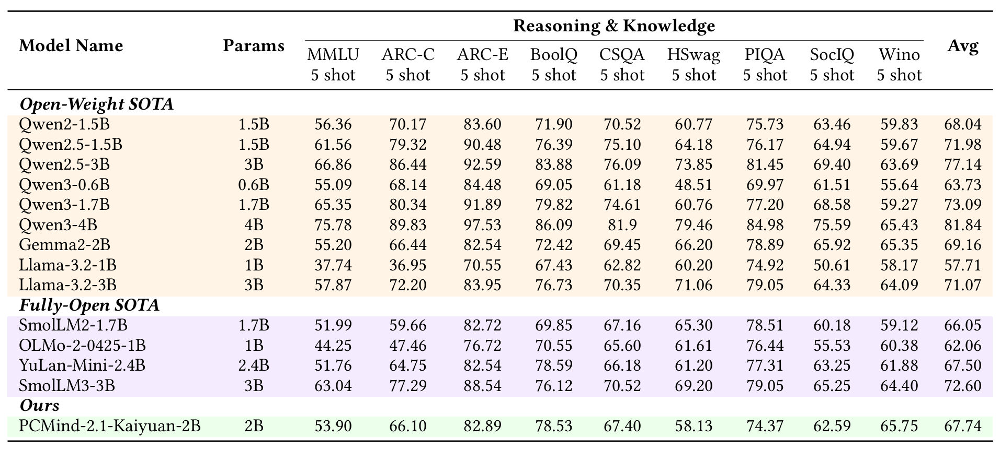 Reasoning & Knowledge
Model Name Params MMLU ARC-C ARC-E BoolQ CSQA HSwag PIQA SocIQ Wino Avg
5 shot 5 shot 5 shot 5 shot 5 shot 5 shot 5 shot 5 shot 5 shot
Open-Weight SOTA
Qwen2-1.5B 1.5B 56.36 70.17 83.60 71.90 70.52 60.77 75.73 63.46 59.83 68.04
Qwen2.5-1.5B 1.5B 61.56 79.32 90.48 76.39 75.10 64.18 76.17 64.94 59.67 71.98
Qwen2.5-3B 3B 66.86 86.44 92.59 83.88 76.09 73.85 81.45 69.40 63.69 77.14
Qwen3-0.6B 0.6B 55.09 68.14 84.48 69.05 61.18 48.51 69.97 61.51 55.64 63.73
Qwen3-1.7B 1.7B 65.35 80.34 91.89 79.82 74.61 60.76 77.20 68.58 59.27 73.09
Qwen3-4B 4B 75.78 89.83 97.53 86.09 81.9 79.46 84.98 75.59 65.43 81.84
Gemma2-2B 2B 55.20 66.44 82.54 72.42 69.45 66.20 78.89 65.92 65.35 69.16
Llama-3.2-1B 1B 37.74 36.95 70.55 67.43 62.82 60.20 74.92 50.61 58.17 57.71
Llama-3.2-3B 3B 57.87 72.20 83.95 76.73 70.35 71.06 79.05 64.33 64.09 71.07
Fully-Open SOTA
SmolLM2-1.7B 1.7B 51.99 59.66 82.72 69.85 67.16 65.30 78.51 60.18 59.12 66.05
OLMo-2-0425-1B 1B 44.25 47.46 76.72 70.55 65.60 61.61 76.44 55.53 60.38 62.06
YuLan-Mini-2.4B 2.4B 51.76 64.75 82.54 78.59 66.18 61.20 77.31 63.25 61.88 67.50
SmolLM3-3B 3B 63.04 77.29 88.54 76.12 70.52 69.20 79.05 65.25 64.40 72.60
Ours
PCMind-2.1-Kaiyuan-2B 2B 53.90 66.10 82.89 78.53 67.40 58.13 74.37 62.59 65.75 67.74